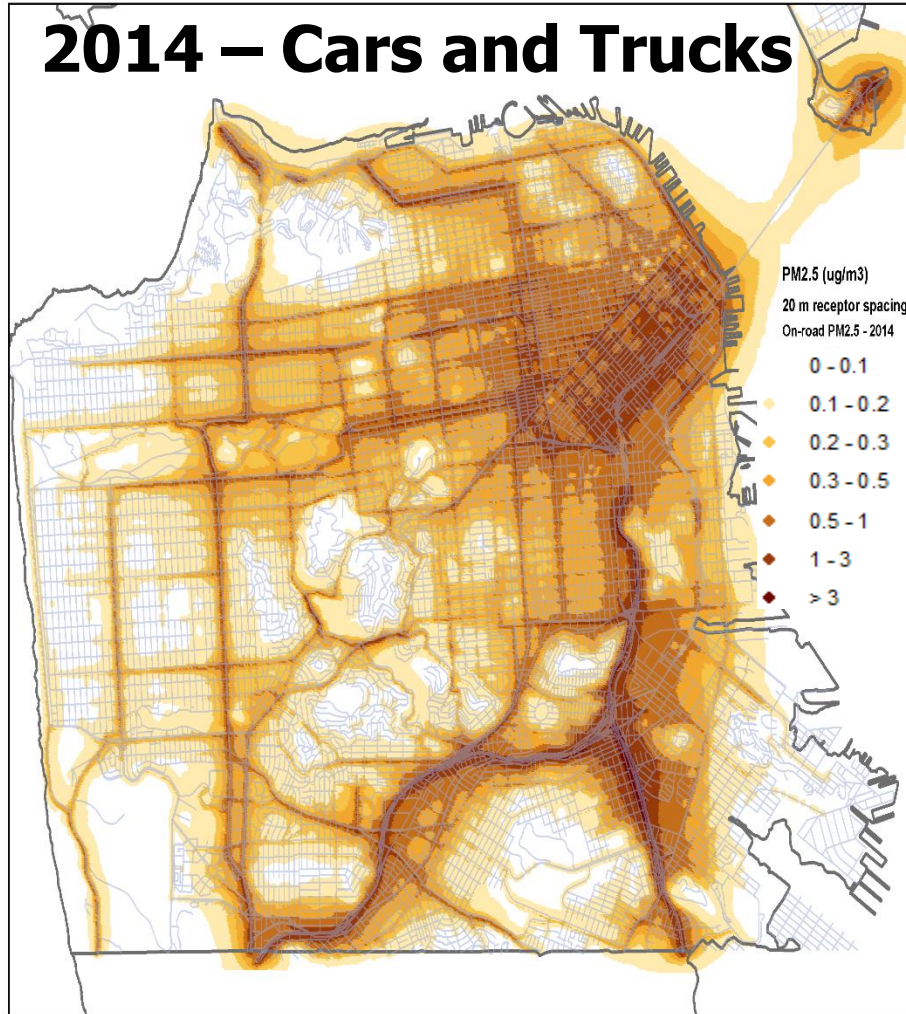 2014 – Cars and Trucks
PM2.5 (ug/m3)
20 m receptor spacing
On-road PM2.5 - 2014
0 - 0.1
0.1 - 0.2
0.2 - 0.3
0.3 - 0.5
0.5 - 1
1 - 3
> 3